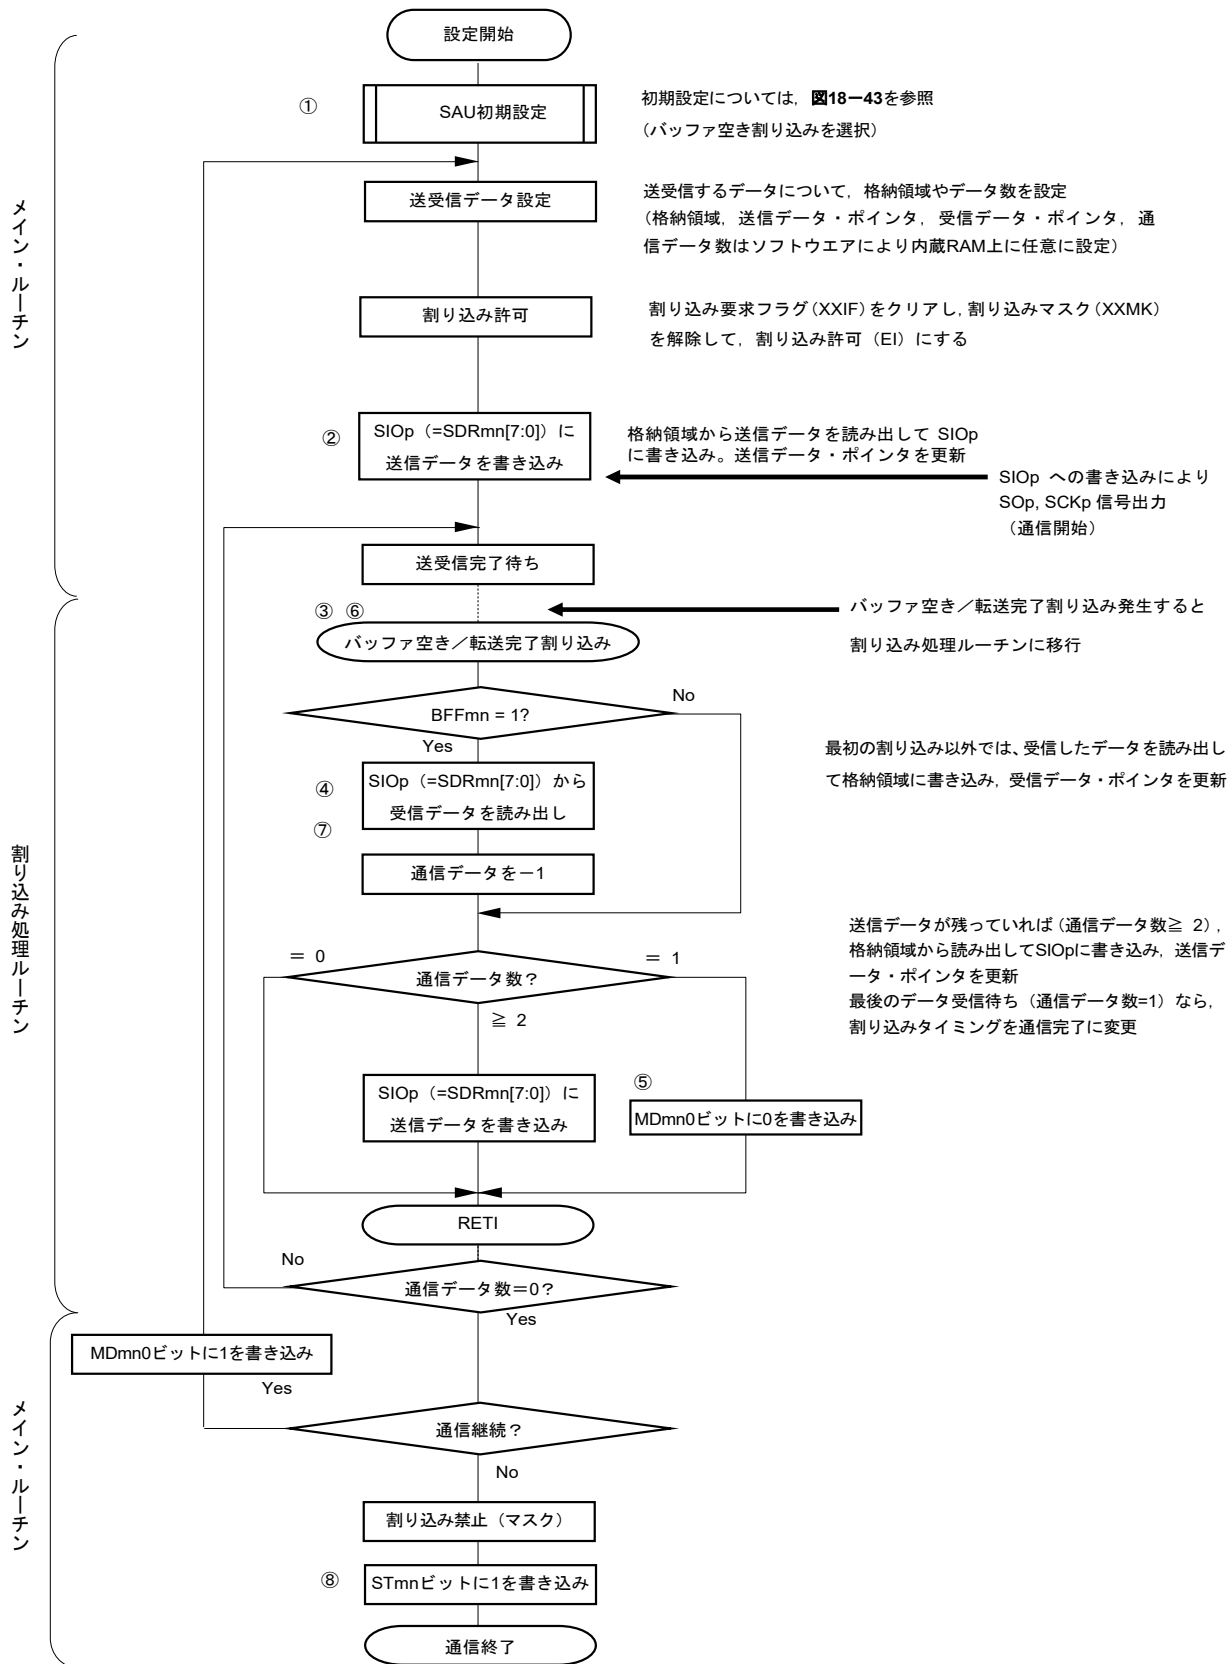 設定開始
①
SAU初期設定
初期設定については，図18－43を参照
（バッファ空き割り込みを選択）
メイン・ルーチン
送受信データ設定
送受信するデータについて，格納領域やデータ数を設定
（格納領域，送信データ・ポインタ，受信データ・ポインタ，通
信データ数はソフトウエアにより内蔵RAM上に任意に設定）
割り込み許可
割り込み要求フラグ（XXIF）をクリアし，割り込みマスク（XXMK）
を解除して，割り込み許可（EI）にする
②
SIOp（=SDRmn[7:0]）に
送信データを書き込み
格納領域から送信データを読み出して SIOp
に書き込み。送信データ・ポインタを更新
SIOp への書き込みにより
SOp, SCKp 信号出力
（通信開始）
送受信完了待ち
③ ⑥
バッファ空き／転送完了割り込み
バッファ空き／転送完了割り込み発生すると
割り込み処理ルーチンに移行
割り込み処理ルーチン
BFFmn = 1?
No
Yes
最初の割り込み以外では、受信したデータを読み出し
て格納領域に書き込み，受信データ・ポインタを更新
④
SIOp（=SDRmn[7:0]）から
受信データを読み出し
⑦
通信データを－1
送信データが残っていれば（通信データ数≧ 2），
格納領域から読み出してSIOpに書き込み，送信デ
ータ・ポインタを更新
最後のデータ受信待ち（通信データ数=1）なら，
割り込みタイミングを通信完了に変更
＝ 0
通信データ数？
＝ 1
≧ 2
SIOp（=SDRmn[7:0]）に
送信データを書き込み
⑤
MDmn0ビットに0を書き込み
RETI
No
通信データ数＝0？
Yes
メイン・ルーチン
MDmn0ビットに1を書き込み
Yes
通信継続？
No
割り込み禁止（マスク）
⑧
STmnビットに1を書き込み
通信終了